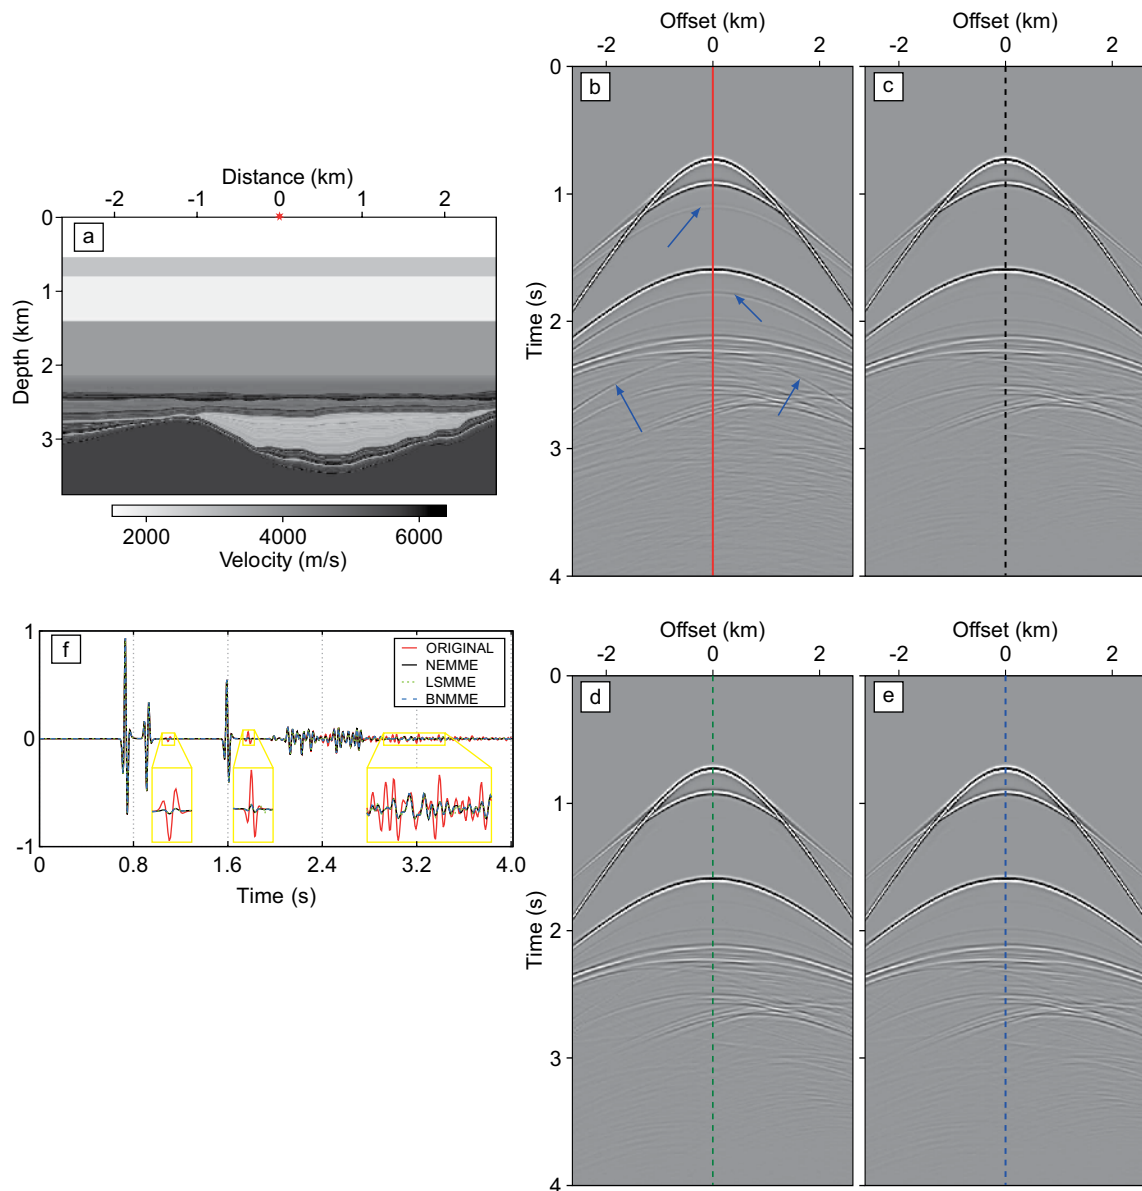 Distance (km)
-2 -1 0 1 2
0
a
1
2
3
Depth (km)
2000 4000 6000
Velocity (m/s)
Offset (km) Offset (km)
-2 0 2 -2 0 2
0
b c
1
2
3
4
Time (s)
1
f
ORIGINAL
NEMME
LSMME
BNMME
0
-1
0 0.8 1.6 2.4 3.2 4.0
Time (s)
Offset (km) Offset (km)
-2 0 2 -2 0 2
0
d e
1
2
3
4
Time (s)